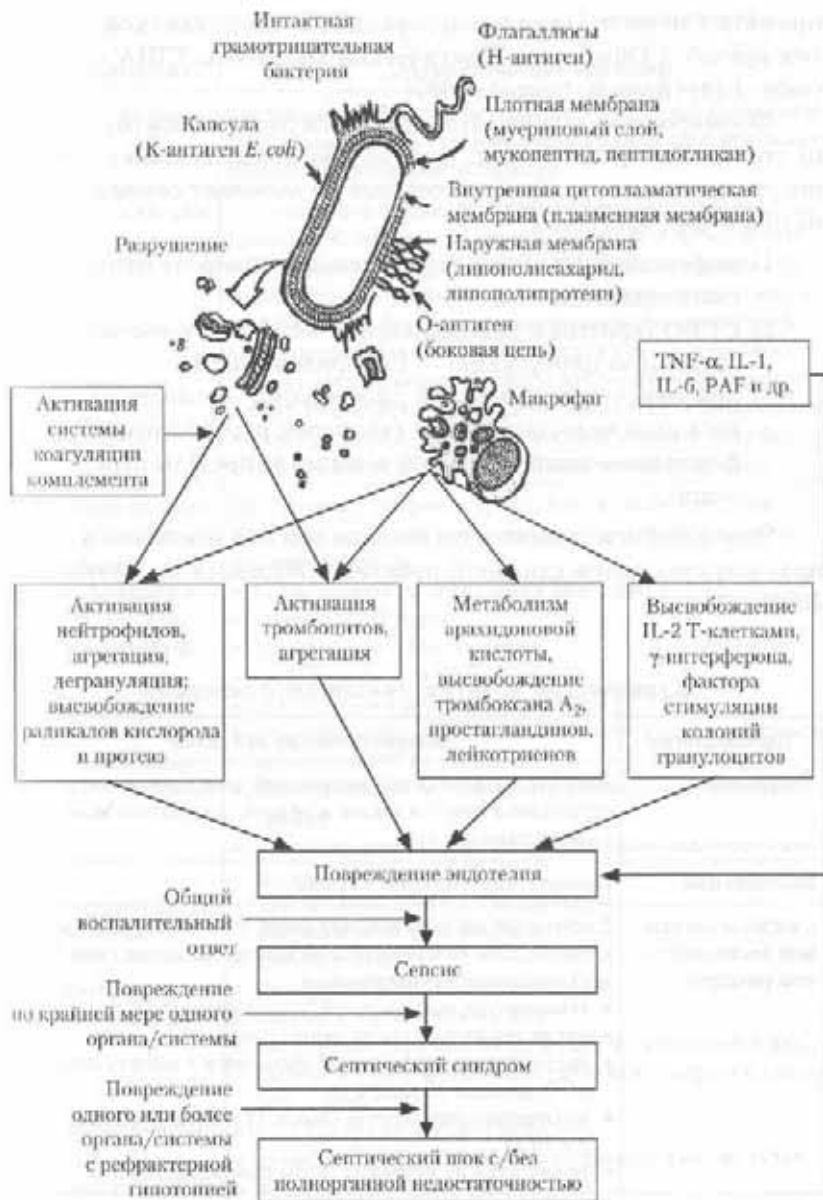 Интактная
грамотрицательная
бактерия
Флагаллюсы
(Н-антиген)
Капсула
(К-антиген E. coli)
Плотная мембрана
(муериновый слой,
мукопептид, пептидогликан)
Внутренняя цитоплазматическая
мембрана (плазменная мембрана)
Разрушение
Наружная мембрана
(липополисахарид,
липополипротеин)
О-антиген
(боковая цепь)
TNF-α, IL-1,
IL-6, PAF и др.
Макрофаг
Активация
системы
коагуляции
комплемента
Активация
нейтрофилов,
агрегация,
дегрануляция;
высвобождение
радикалов кислорода
и протеаз
Активация
тромбоцитов,
агрегация
Метаболизм
арахидоновой
кислоты,
высвобождение
тромбоксана A₂,
простагландинов,
лейкотриенов
Высвобождение
IL-2 Т-клетками,
γ-интерферона,
фактора
стимуляции
колоний
гранулоцитов
Повреждение эндотелия
Общий
воспалительный
ответ
Сепсис
Повреждение
по крайней мере одного
органа/системы
Септический синдром
Повреждение
одного или более
органа/системы
с рефрактерной
гипотонией
Септический шок с/без
полиорганной недостаточностью